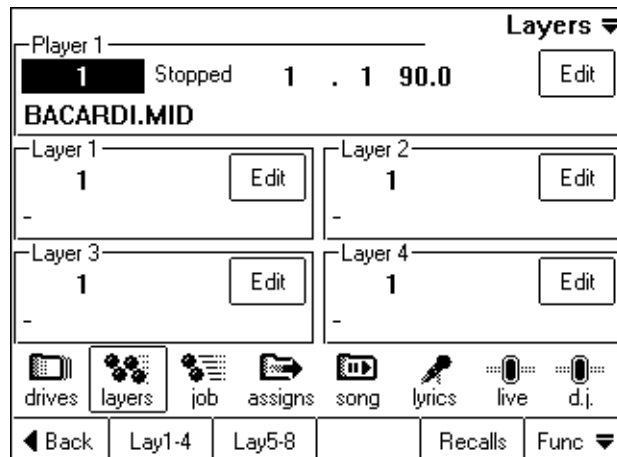 Layers
Player 1
1 Stopped 1 . 1 90.0 Edit
BACARDI.MID
Layer 1 Layer 2
1 Edit 1 Edit
- -
Layer 3 Layer 4
1 Edit 1 Edit
- -
drives layers job assigns song lyrics live d.j.
Back Lay1-4 Lay5-8 Recalls Func